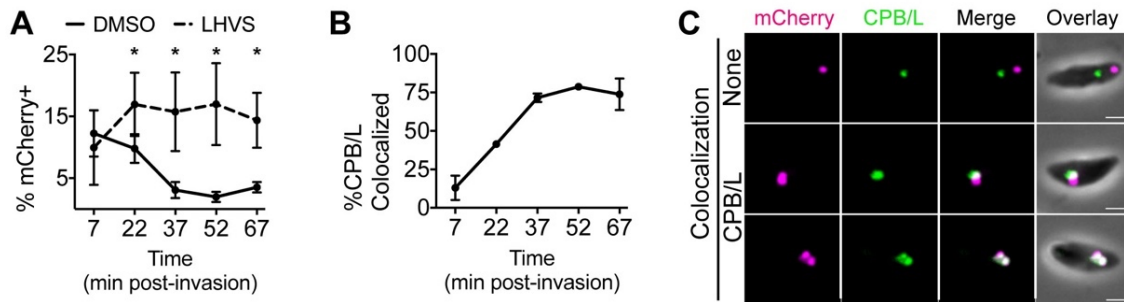 A
DMSO
LHVS
% mCherry+
25
15
5
*
*
*
*
7
22
37
52
67
Time
(min post-invasion)
B
%CPB/L
Colocalized
100
75
50
25
0
7
22
37
52
67
Time
(min post-invasion)
C
mCherry
CPB/L
Merge
Overlay
Colocalization
None
CPB/L